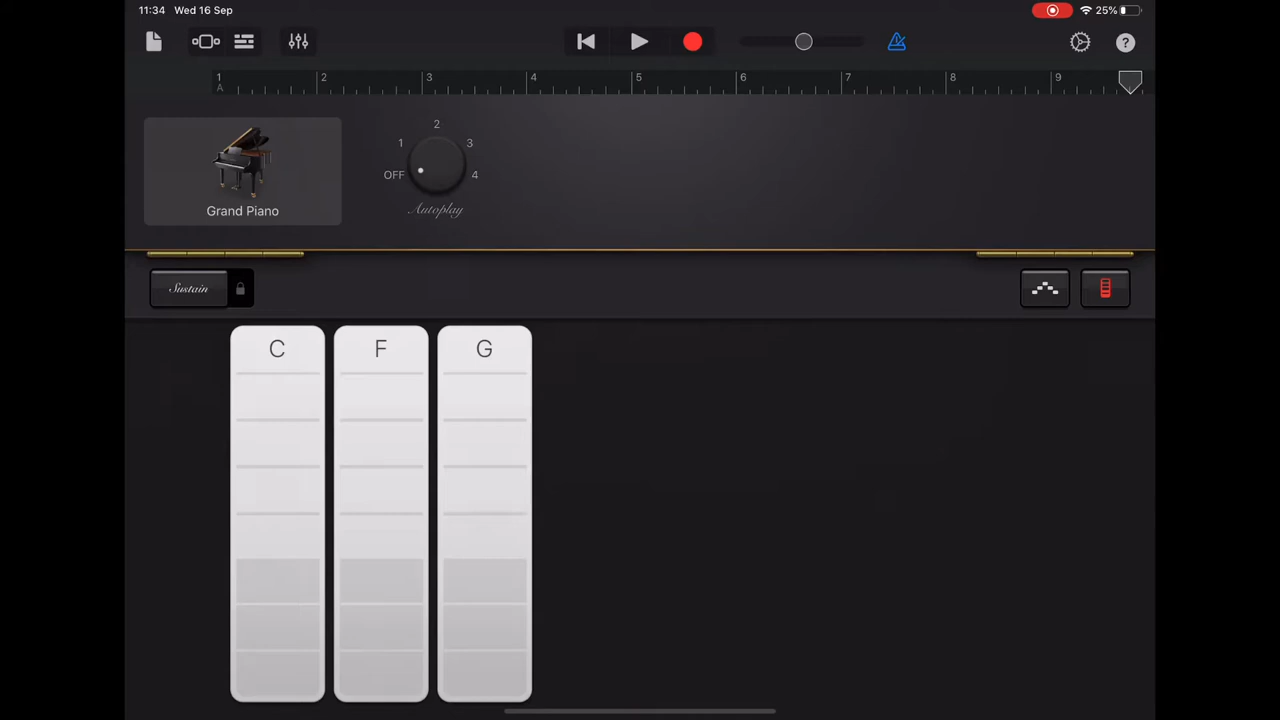 11:34 Wed 16 Sep
25%
?
1 2 3 4 5 6 7 8 9
A
2
1 3
OFF 4
Grand Piano
Autoplay
Sustain
C F G